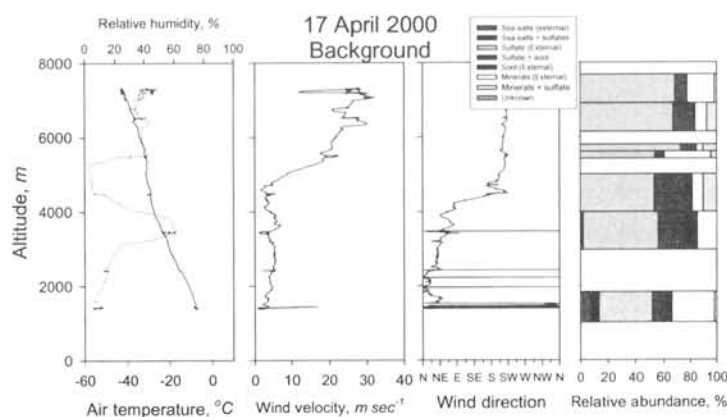 17 April 2000
Background
Relative humidity, %
0 20 40 60 80 100
Sea salts (external)
Sea salts + sulfates
Sulfate (External)
Sulfate + soot
Soot (External)
Minerals (External)
Minerals + sulfate
Unknown
Altitude, m
8000
6000
4000
2000
0
-60 -40 -20 0
0 10 20 30 40
N NE E SE S SW W NW N
0 20 40 60 80 100
Air temperature, °C
Wind velocity, m sec⁻¹
Wind direction
Relative abundance, %